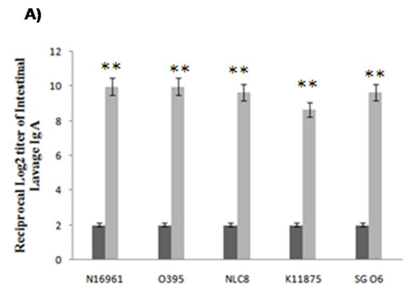 A)
Reciprocal Log2 titer of Intestinal
Lavage IgA
12
10
8
6
4
2
0
**
**
**
**
**
N16961
O395
NLC8
K11875
SG O6